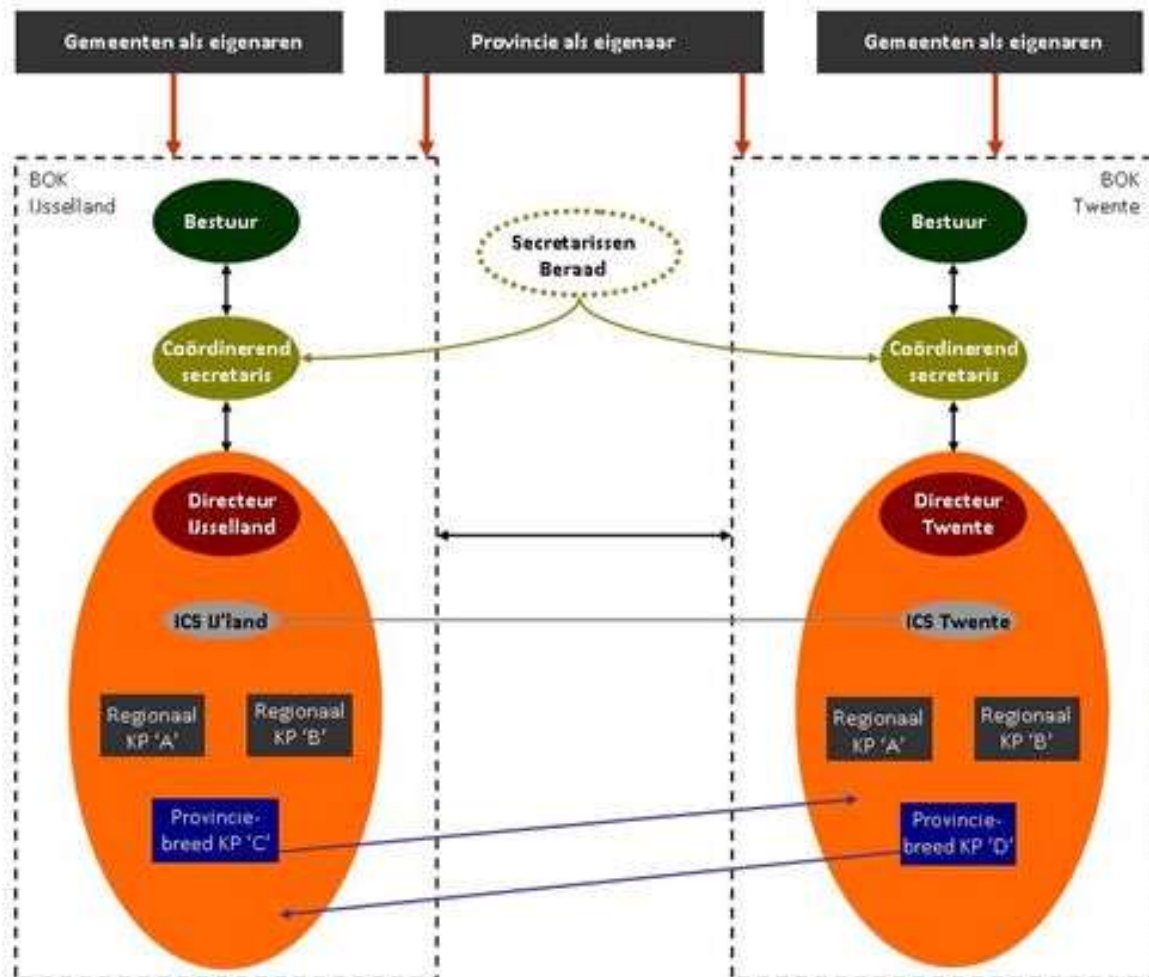 Gemeenten als eigenaren
Provincie als eigenaar
Gemeenten als eigenaren
BOK
IJsselland
BOK
Twente
Bestuur
Bestuur
Secretarissen
Beraad
Coördinerend
secretaris
Coördinerend
secretaris
Directeur
IJsselland
Directeur
Twente
ICS IJ'land
ICS Twente
Regionaal
KP 'A'
Regionaal
KP 'B'
Regionaal
KP 'A'
Regionaal
KP 'B'
Provincie-
breed KP 'C'
Provincie-
breed KP 'D'